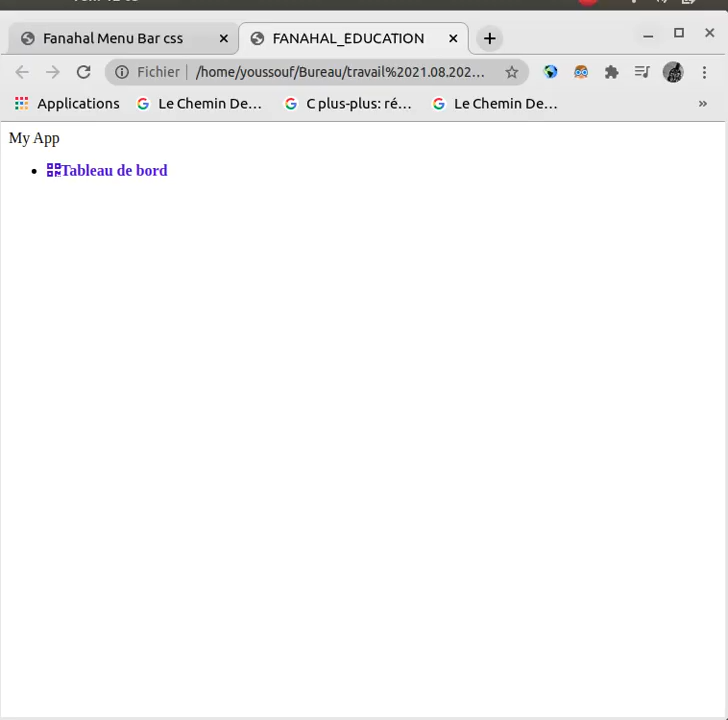 Fanahal Menu Bar css
FANAHAL_EDUCATION
Fichier
/home/youssouf/Bureau/travail%2021.08.202...
Applications
Le Chemin De...
C plus-plus: ré...
Le Chemin De...
My App
Tableau de bord